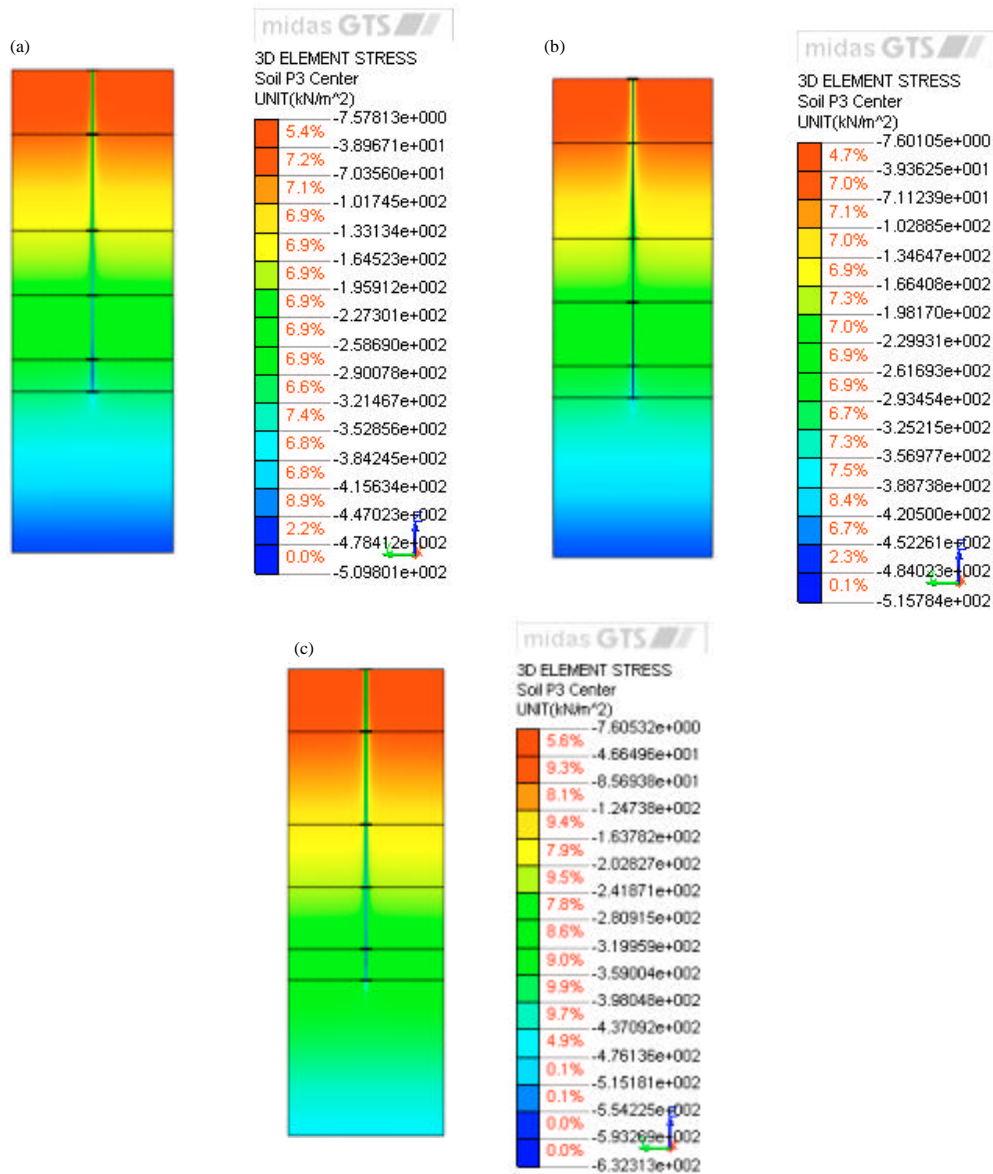 (a)
midas GTS
3D ELEMENT STRESS
Soil P3 Center
UNIT(kN/m^2)
-7.57813e+000
5.4%
-3.89671e+001
7.2%
-7.03560e+001
7.1%
-1.01745e+002
6.9%
-1.33134e+002
6.9%
-1.64523e+002
6.9%
-1.95912e+002
6.9%
-2.27301e+002
6.9%
-2.58690e+002
6.9%
-2.90078e+002
6.6%
-3.21467e+002
7.4%
-3.52856e+002
6.8%
-3.84245e+002
6.8%
-4.15634e+002
8.9%
-4.47023e+002
2.2%
-4.78412e+002
0.0%
-5.09801e+002
(b)
midas GTS
3D ELEMENT STRESS
Soil P3 Center
UNIT(kN/m^2)
-7.60105e+000
4.7%
-3.93625e+001
7.0%
-7.11239e+001
7.1%
-1.02885e+002
7.0%
-1.34647e+002
6.9%
-1.66408e+002
7.3%
-1.98170e+002
7.0%
-2.29931e+002
6.9%
-2.61693e+002
6.9%
-2.93454e+002
6.7%
-3.25215e+002
7.3%
-3.56977e+002
7.5%
-3.88738e+002
8.4%
-4.20500e+002
6.7%
-4.52261e+002
2.3%
-4.84023e+002
0.1%
-5.15784e+002
(c)
midas GTS
3D ELEMENT STRESS
Soil P3 Center
UNIT(kN/m^2)
-7.60532e+000
5.6%
-4.66496e+001
9.3%
-8.56938e+001
8.1%
-1.24738e+002
9.4%
-1.63782e+002
7.9%
-2.02827e+002
9.5%
-2.41871e+002
7.8%
-2.80915e+002
8.6%
-3.19959e+002
9.0%
-3.59004e+002
9.9%
-3.98048e+002
9.7%
-4.37092e+002
4.9%
-4.76136e+002
0.1%
-5.15181e+002
0.1%
-5.54225e+002
0.0%
-5.93269e+002
0.0%
-6.32313e+002